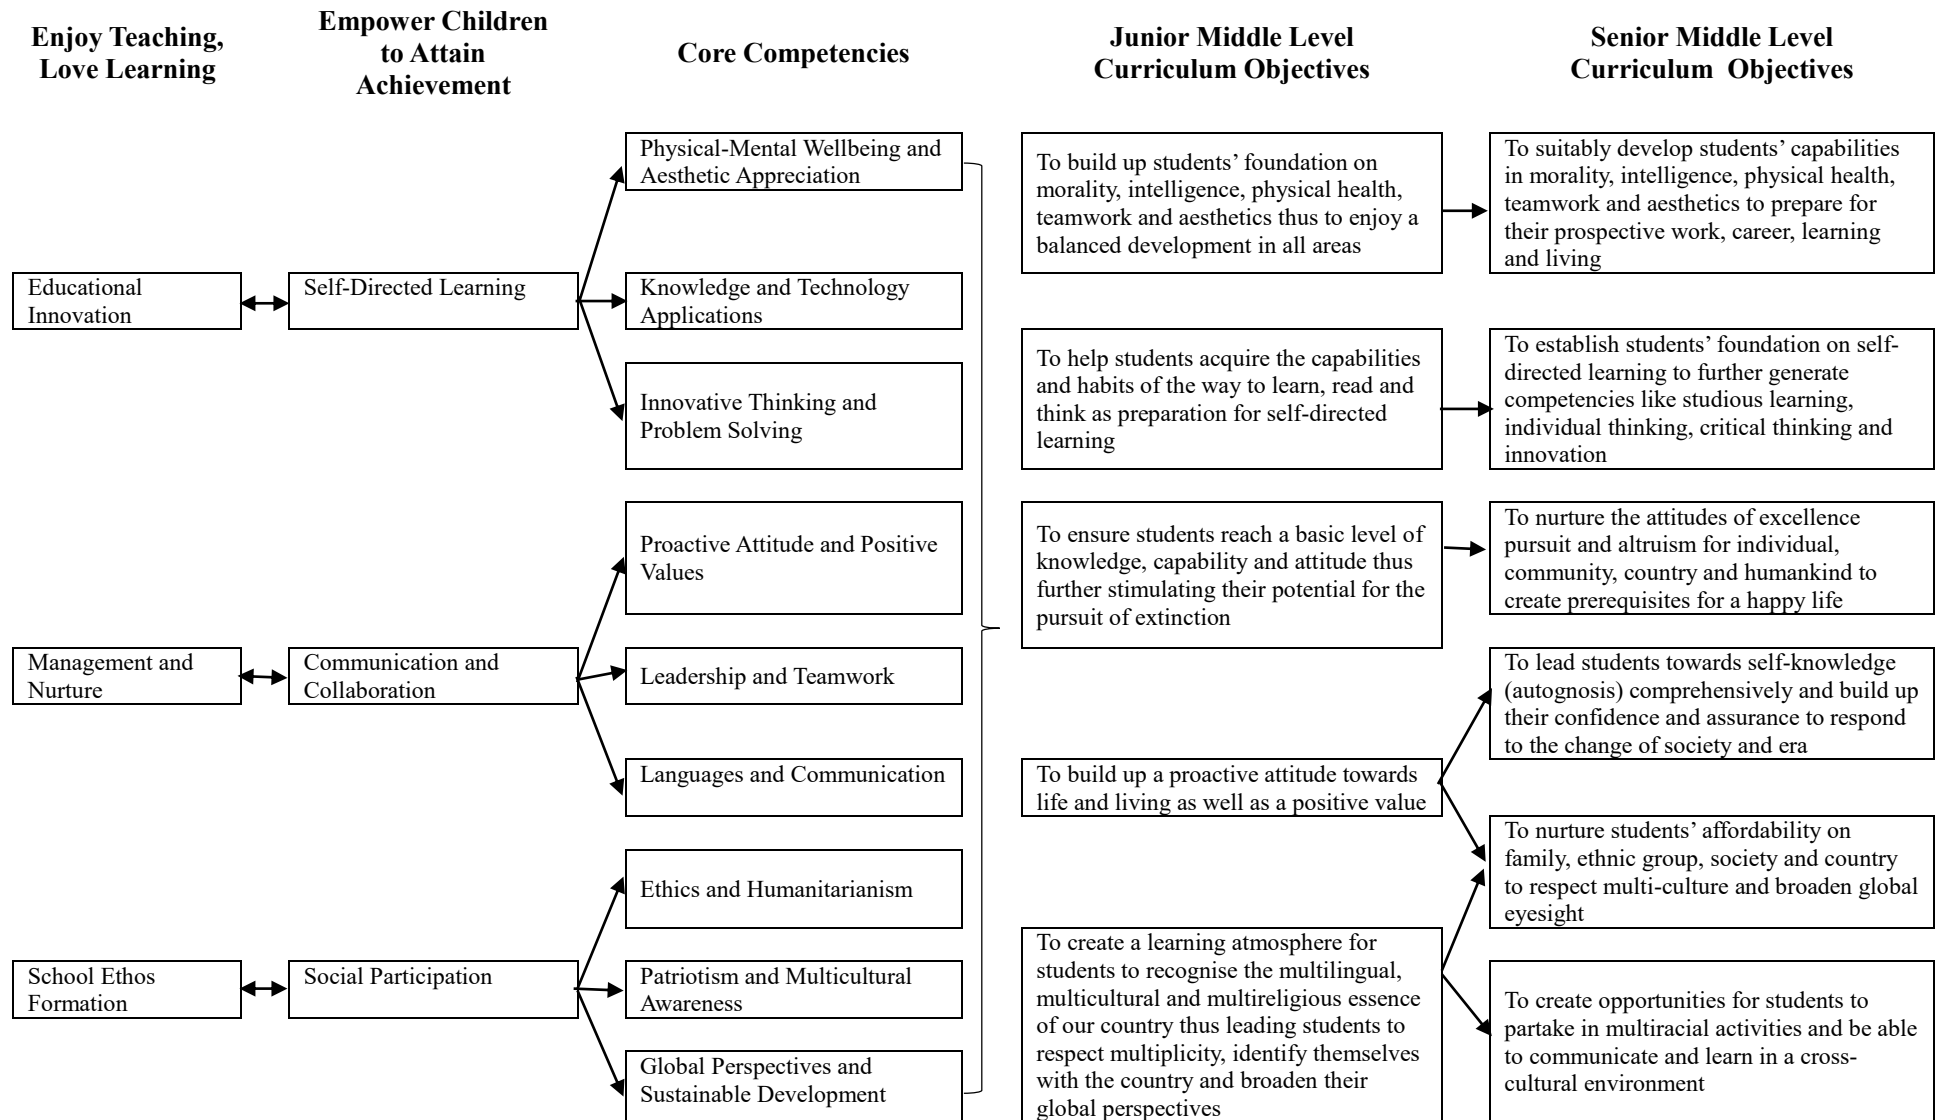 Enjoy Teaching,
Love Learning
Empower Children
to Attain
Achievement
Core Competencies
Junior Middle Level
Curriculum Objectives
Senior Middle Level
Curriculum Objectives
Educational
Innovation
Management and
Nurture
School Ethos
Formation
Self-Directed Learning
Communication and
Collaboration
Social Participation
Physical-Mental Wellbeing and
Aesthetic Appreciation
Knowledge and Technology
Applications
Innovative Thinking and
Problem Solving
Proactive Attitude and Positive
Values
Leadership and Teamwork
Languages and Communication
Ethics and Humanitarianism
Patriotism and Multicultural
Awareness
Global Perspectives and
Sustainable Development
To build up students’ foundation on
morality, intelligence, physical health,
teamwork and aesthetics thus to enjoy a
balanced development in all areas
To help students acquire the capabilities
and habits of the way to learn, read and
think as preparation for self-directed
learning
To ensure students reach a basic level of
knowledge, capability and attitude thus
further stimulating their potential for the
pursuit of extinction
To build up a proactive attitude towards
life and living as well as a positive value
To create a learning atmosphere for
students to recognise the multilingual,
multicultural and multireligious essence
of our country thus leading students to
respect multiplicity, identify themselves
with the country and broaden their
global perspectives
To suitably develop students’ capabilities
in morality, intelligence, physical health,
teamwork and aesthetics to prepare for
their prospective work, career, learning
and living
To establish students’ foundation on self-
directed learning to further generate
competencies like studious learning,
individual thinking, critical thinking and
innovation
To nurture the attitudes of excellence
pursuit and altruism for individual,
community, country and humankind to
create prerequisites for a happy life
To lead students towards self-knowledge
(autognosis) comprehensively and build up
their confidence and assurance to respond
to the change of society and era
To nurture students’ affordability on
family, ethnic group, society and country
to respect multi-culture and broaden global
eyesight
To create opportunities for students to
partake in multiracial activities and be able
to communicate and learn in a cross-
cultural environment